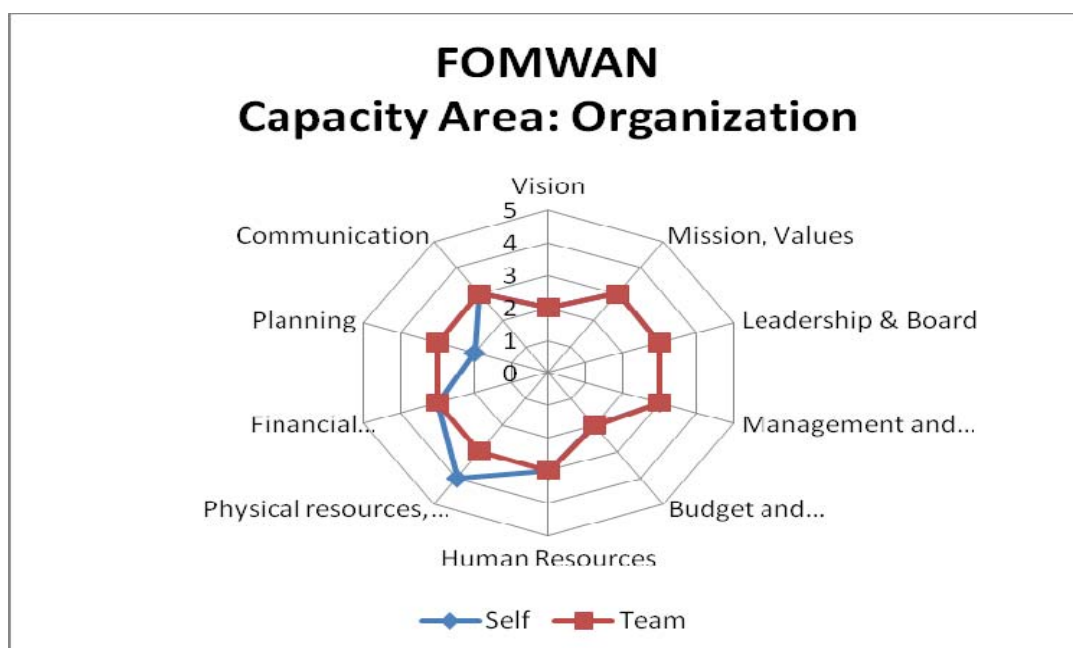 FOMWAN
Capacity Area: Organization
Vision
Mission, Values
Leadership & Board
Management and...
Budget and...
Human Resources
Physical resources,...
Financial...
Planning
Communication
5
4
3
2
1
0
Self Team